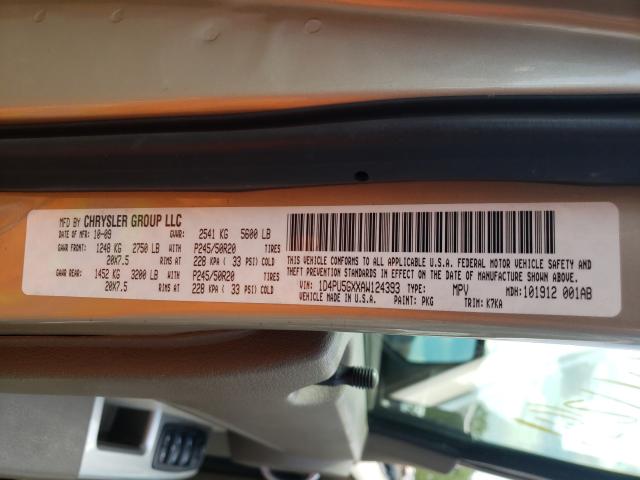 MFD BY CHRYSLER GROUP LLC
DATE OF MFR: 10-09 GVWR: 2541 KG 5600 LB
GAWR FRONT: 1248 KG 2750 LB WITH P245/50R20 TIRES
20X7.5 RIMS AT 228 KPA ( 33 PSI) COLD
GAWR REAR: 1452 KG 3200 LB WITH P245/50R20 TIRES
20X7.5 RIMS AT 228 KPA ( 33 PSI) COLD
THIS VEHICLE CONFORMS TO ALL APPLICABLE U.S.A. FEDERAL MOTOR VEHICLE SAFETY AND
THEFT PREVENTION STANDARDS IN EFFECT ON THE DATE OF MANUFACTURE SHOWN ABOVE.
VIN: 1D4PU5GXXAW124393 TYPE: MPV MDH: 101912 001AB
VEHICLE MADE IN U.S.A. PAINT: PKG TRIM: K7KA